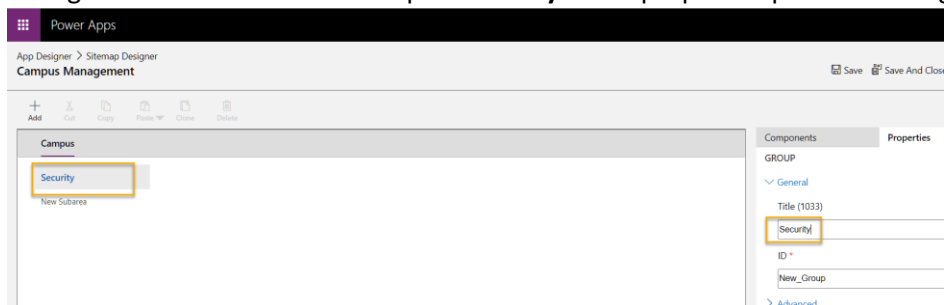 Power Apps
App Designer > Sitemap Designer
Campus Management
Save Save And Close
Add Cut Copy Paste Clone Delete
Campus
Security
New Subarea
Components Properties
GROUP
General
Title (1033)
Security
ID *
New_Group
Advanced